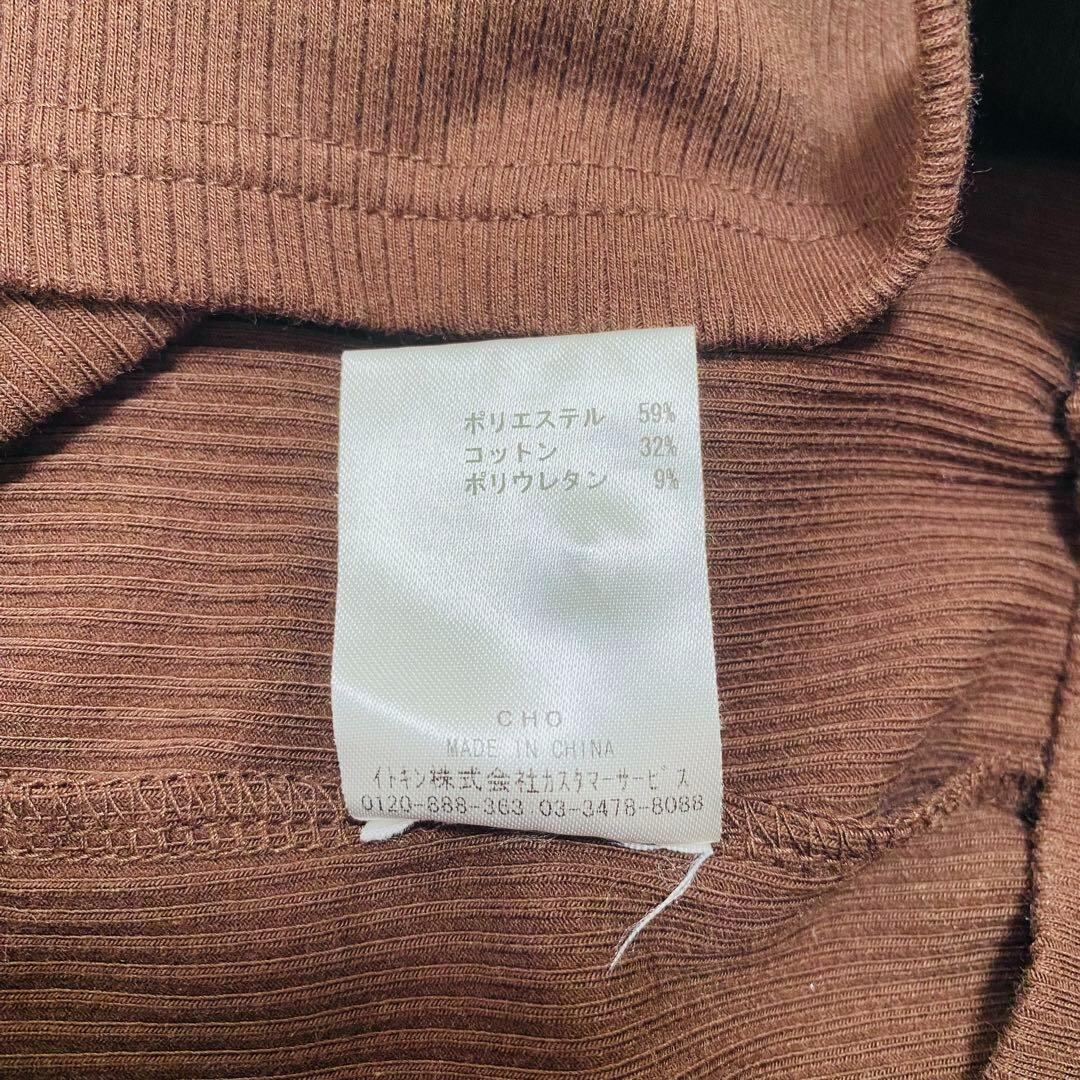 ポリエステル 59%
コットン 32%
ポリウレタン 9%
CHO
MADE IN CHINA
イトキン株式会社カスタマーサービス
0120-888-363 03-3478-8088